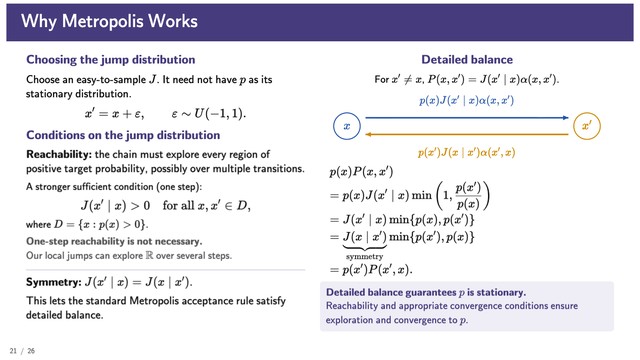 Why Metropolis Works
Choosing the jump distribution
Choose an easy-to-sample J. It need not have p as its
stationary distribution.
x′ = x + ε,   ε ∼ U(−1, 1).
Conditions on the jump distribution
Reachability: the chain must explore every region of
positive target probability, possibly over multiple transitions.
A stronger sufficient condition (one step):
J(x′ | x) > 0   for all x, x′ ∈ D,
where D = {x : p(x) > 0}.
One-step reachability is not necessary.
Our local jumps can explore ℝ over several steps.
Symmetry: J(x′ | x) = J(x | x′).
This lets the standard Metropolis acceptance rule satisfy
detailed balance.
Detailed balance
For x′ ≠ x, P(x, x′) = J(x′ | x)α(x, x′).
p(x)J(x′ | x)α(x, x′)
x   x′
p(x′)J(x | x′)α(x′, x)
p(x)P(x, x′)
= p(x)J(x′ | x) min(1, p(x′)/p(x))
= J(x′ | x) min{p(x), p(x′)}
= J(x | x′) min{p(x′), p(x)}
symmetry
= p(x′)P(x′, x).
Detailed balance guarantees p is stationary.
Reachability and appropriate convergence conditions ensure
exploration and convergence to p.
21 / 26